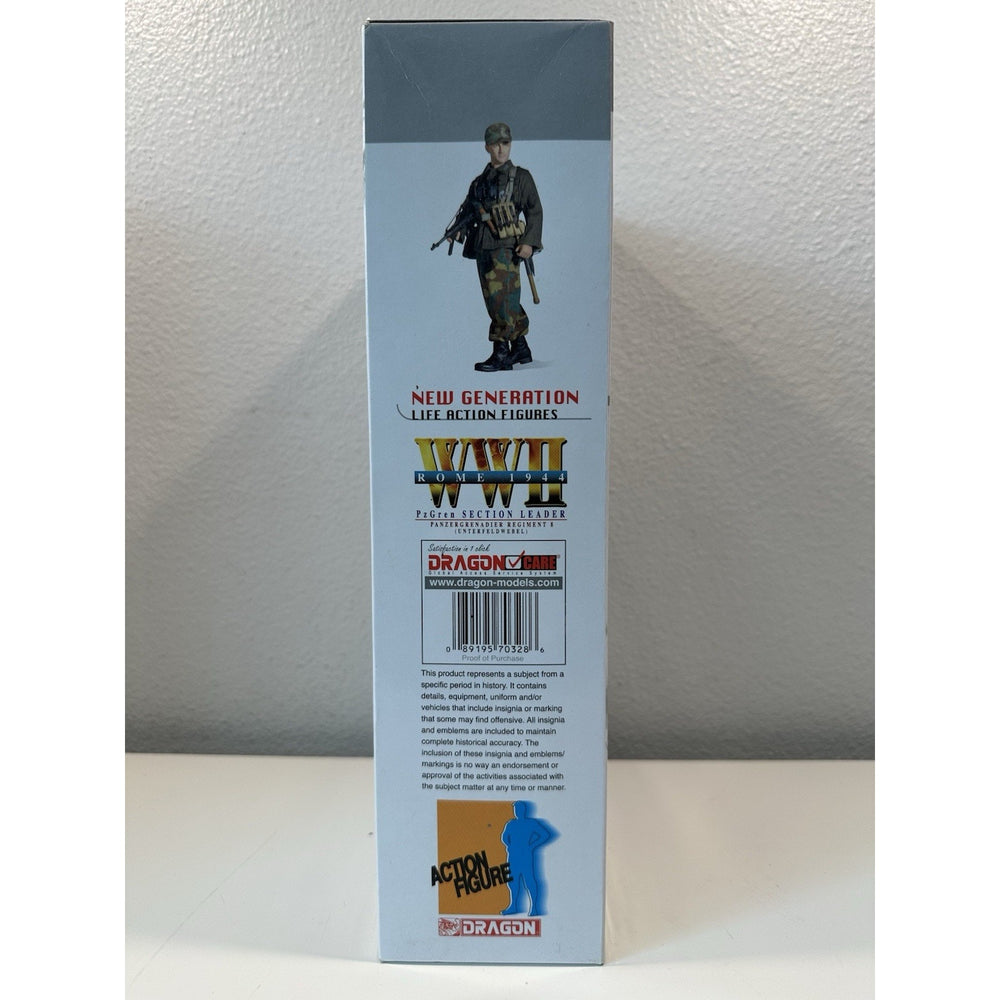 NEW GENERATION
LIFE ACTION FIGURES
WWII
ROME 1944
PzGren SECTION LEADER
PANZERGRENADIER REGIMENT 8
(UNTERFELDWEBEL)
Satisfaction in 1 click
DRAGON CARE
Global Access Service System
www.dragon-models.com
0 89195 70328 6
Proof of Purchase
This product represents a subject from a
specific period in history. It contains
details, equipment, uniform and/or
vehicles that include insignia or marking
that some may find offensive. All insignia
and emblems are included to maintain
complete historical accuracy. The
inclusion of these insignia and emblems/
markings is no way an endorsement or
approval of the activities associated with
the subject matter at any time or manner.
ACTION
FIGURE
DRAGON